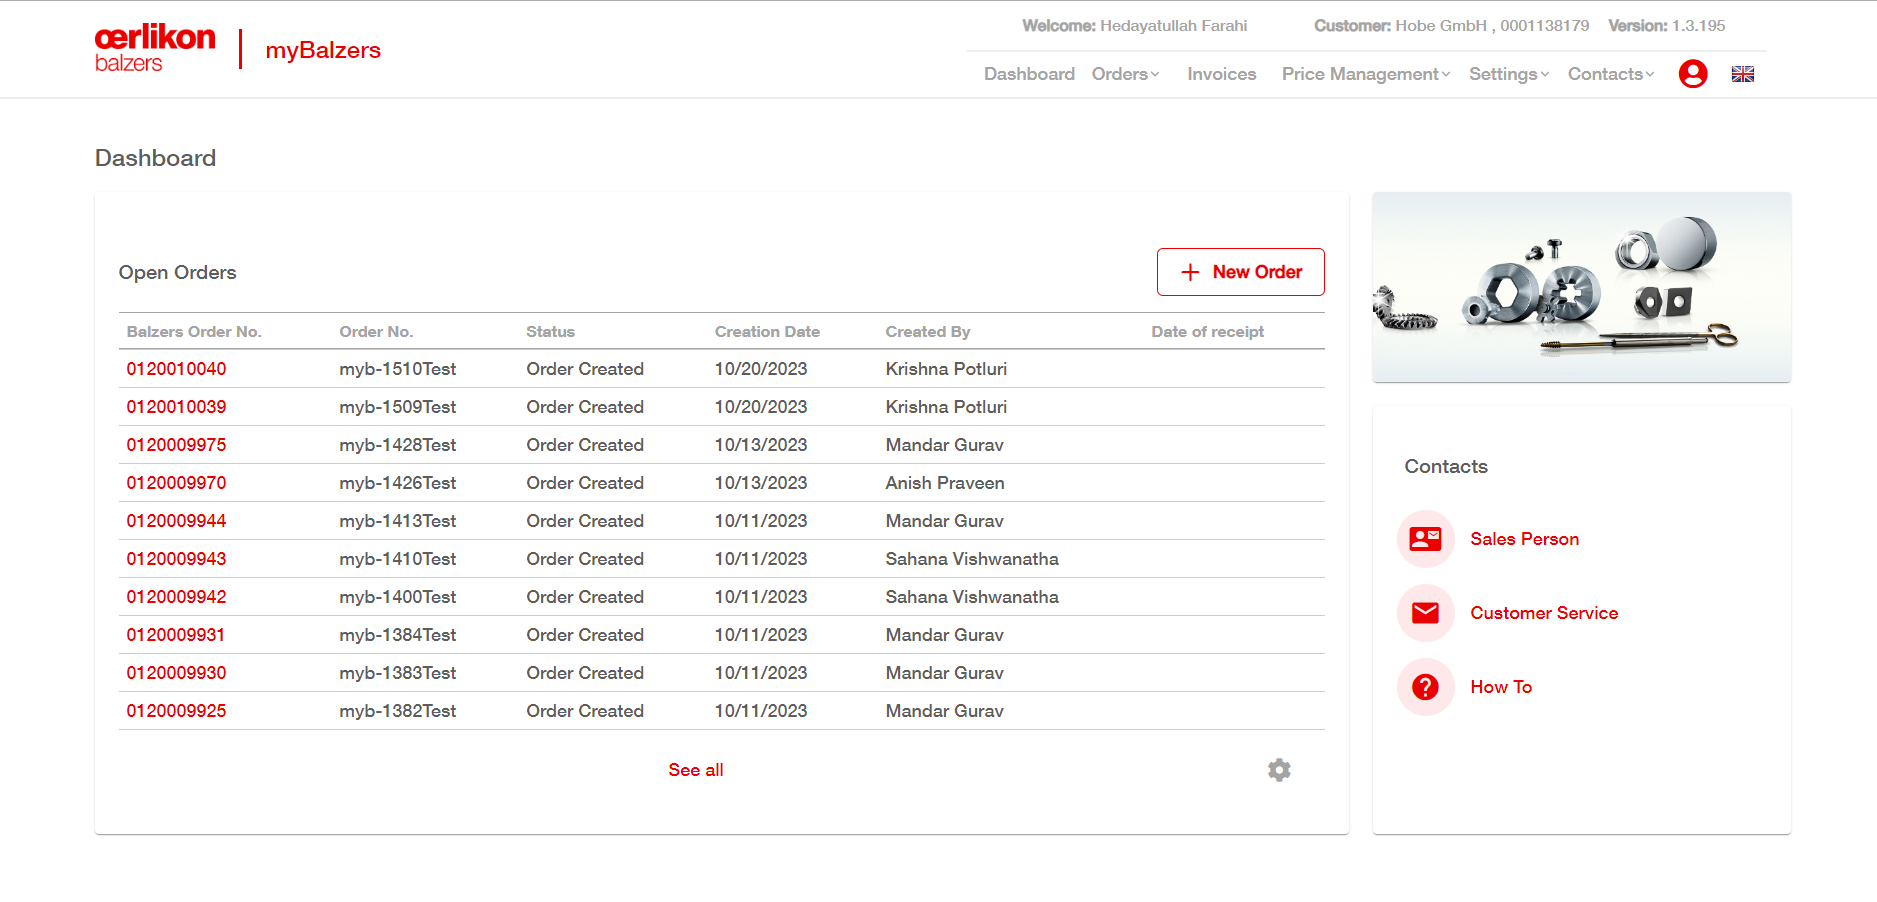 Welcome: Hedayatullah Farahi Customer: Hobe GmbH , 0001138179 Version: 1.3.195
œrlikon
balzers
myBalzers
Dashboard Orders Invoices Price Management Settings Contacts
Dashboard
Open Orders
+ New Order
Balzers Order No. Order No. Status Creation Date Created By Date of receipt
0120010040 myb-1510Test Order Created 10/20/2023 Krishna Potluri
0120010039 myb-1509Test Order Created 10/20/2023 Krishna Potluri
0120009975 myb-1428Test Order Created 10/13/2023 Mandar Gurav
0120009970 myb-1426Test Order Created 10/13/2023 Anish Praveen
0120009944 myb-1413Test Order Created 10/11/2023 Mandar Gurav
0120009943 myb-1410Test Order Created 10/11/2023 Sahana Vishwanatha
0120009942 myb-1400Test Order Created 10/11/2023 Sahana Vishwanatha
0120009931 myb-1384Test Order Created 10/11/2023 Mandar Gurav
0120009930 myb-1383Test Order Created 10/11/2023 Mandar Gurav
0120009925 myb-1382Test Order Created 10/11/2023 Mandar Gurav
See all
Contacts
Sales Person
Customer Service
How To